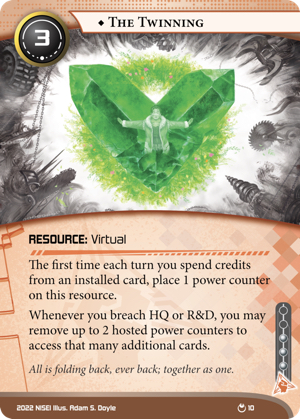 ♦ The Twinning
3
RESOURCE: Virtual
The first time each turn you spend credits
from an installed card, place 1 power counter
on this resource.
Whenever you breach HQ or R&D, you may
remove up to 2 hosted power counters to
access that many additional cards.
All is folding back, ever back; together as one.
2022 NISEI Illus. Adam S. Doyle
10